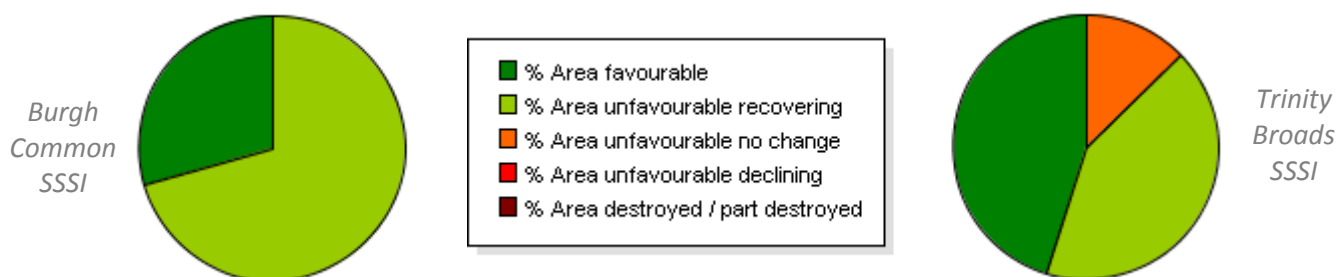 Burgh
Common
SSSI
% Area favourable
% Area unfavourable recovering
% Area unfavourable no change
% Area unfavourable declining
% Area destroyed / part destroyed
Trinity
Broads
SSSI